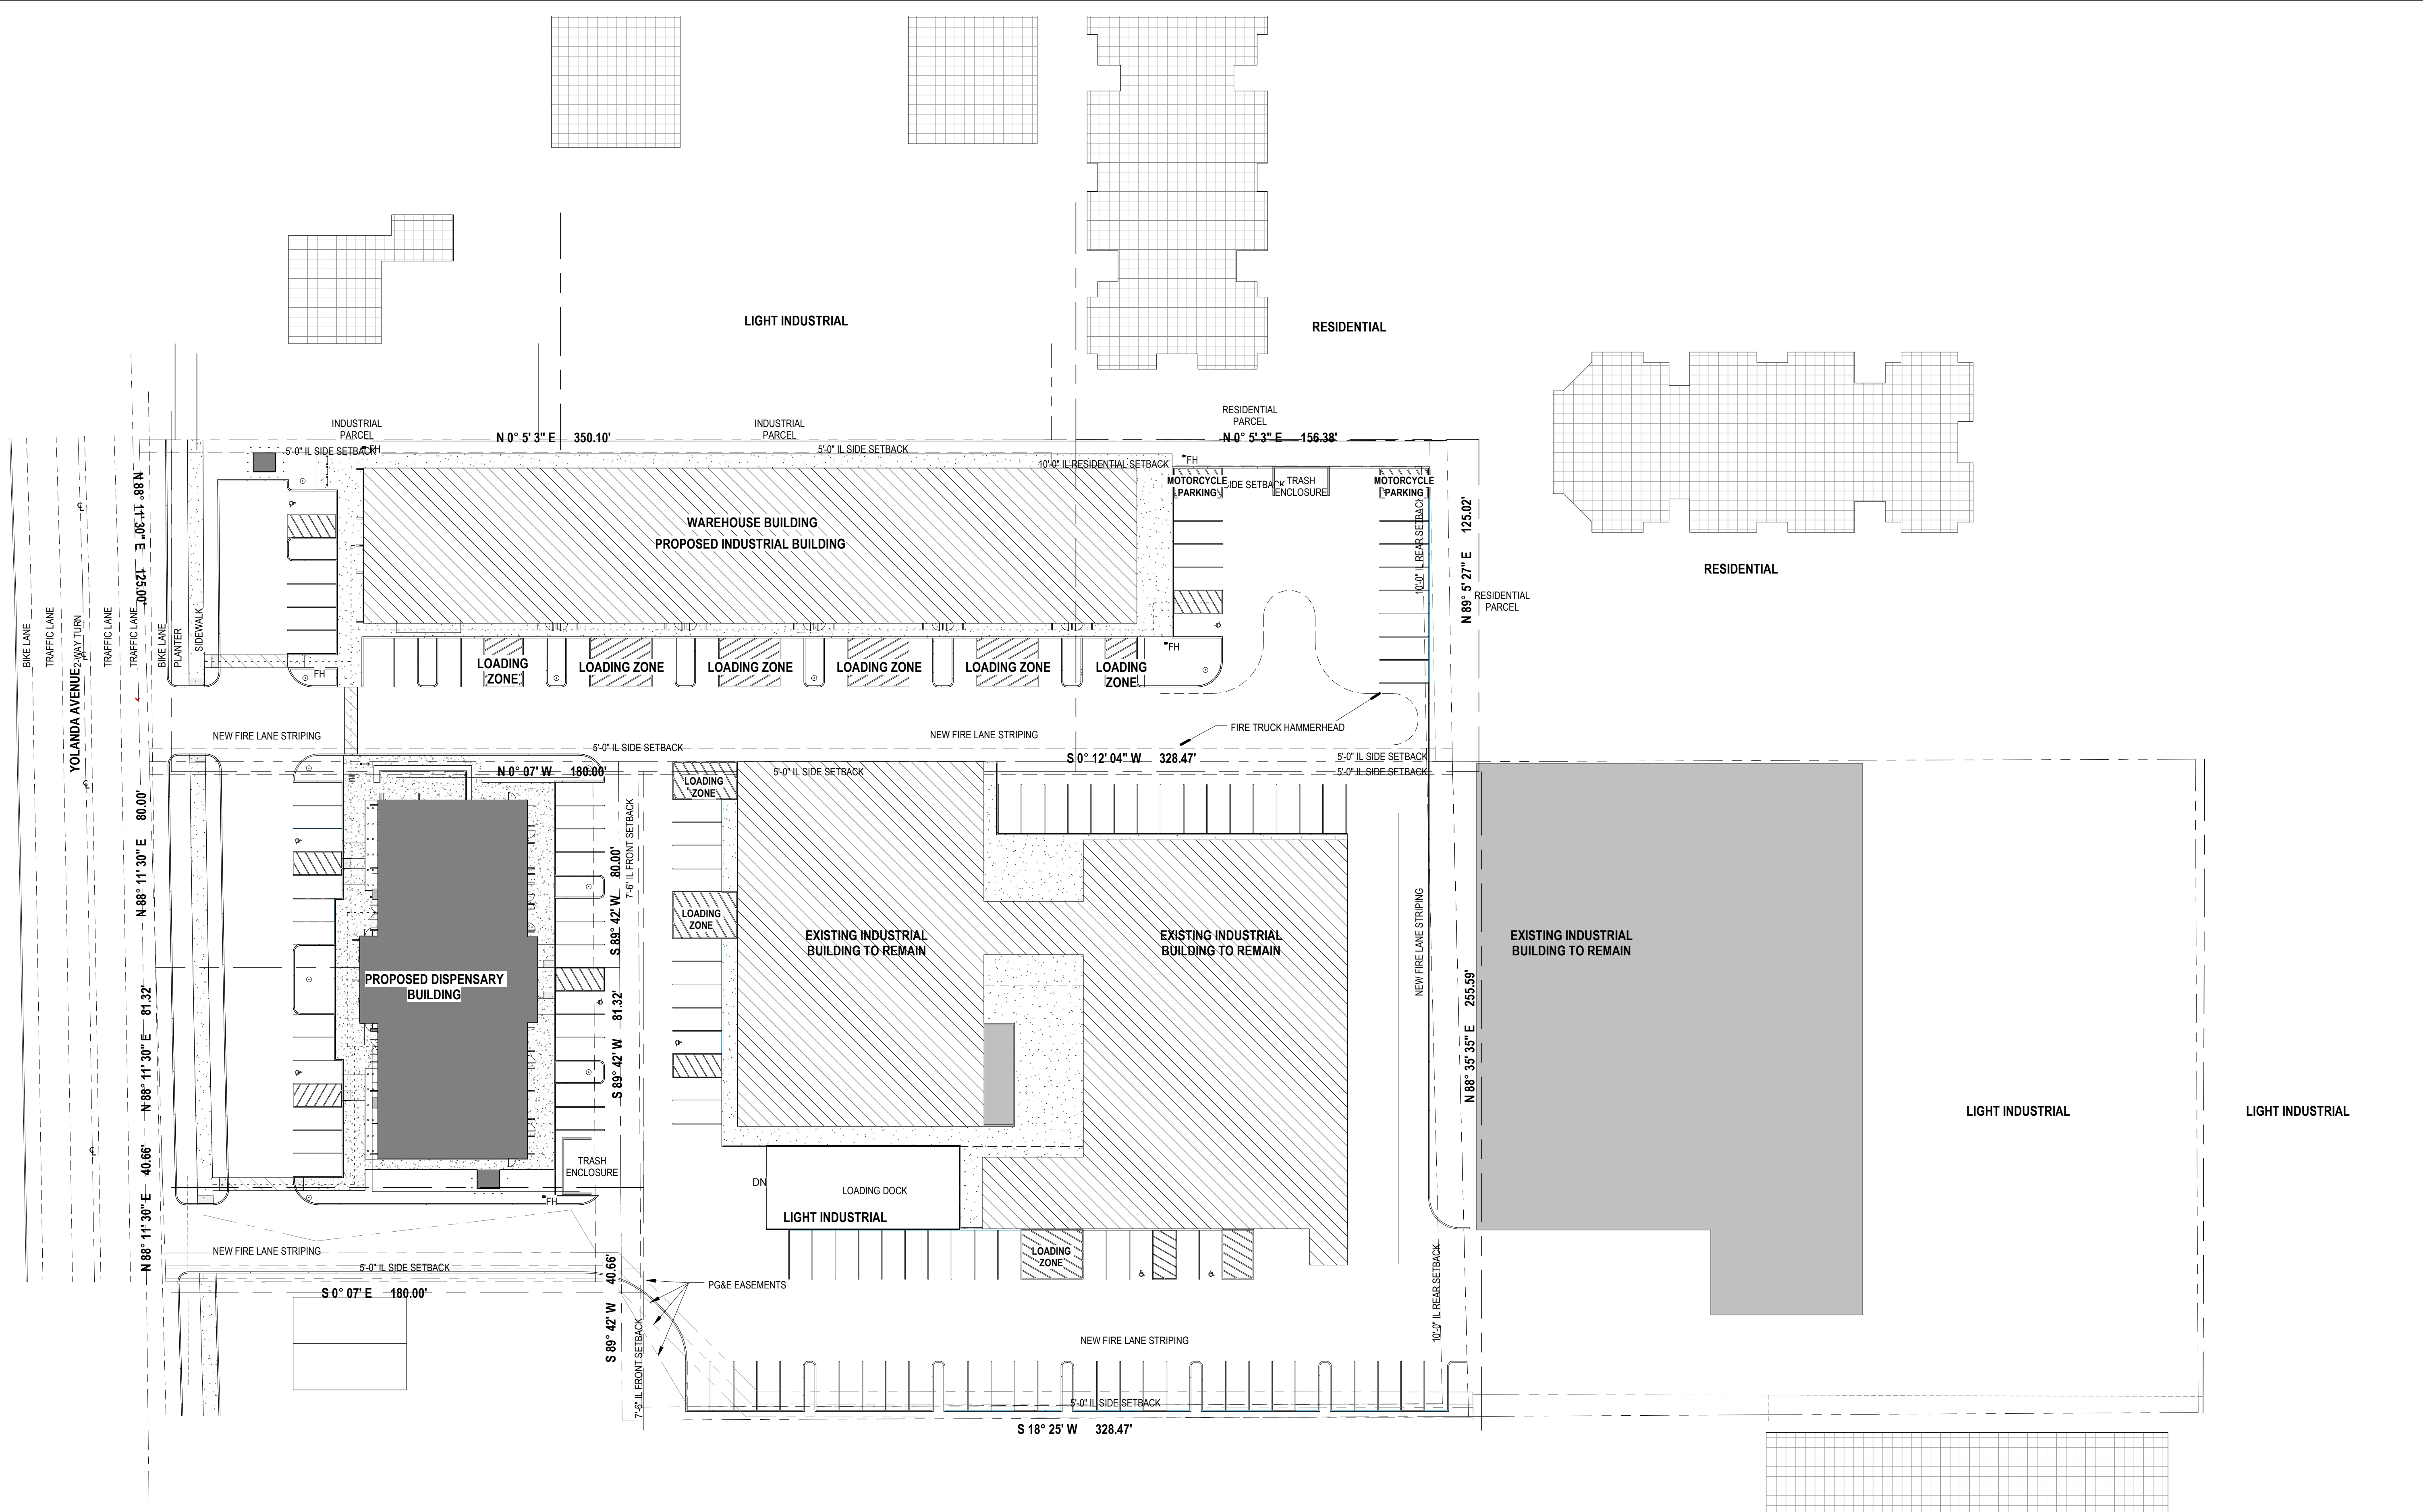 LIGHT INDUSTRIAL
RESIDENTIAL
RESIDENTIAL
PARCEL
INDUSTRIAL
PARCEL
INDUSTRIAL
PARCEL
N 0° 5' 3" E 350.10'
N 0° 5' 3" E 156.38'
5'-0" IL SIDE SETBACK
FH
5'-0" IL SIDE SETBACK
10'-0" IL RESIDENTIAL SETBACK
FH
MOTORCYCLE
PARKING
SIDE SETBACK
TRASH
ENCLOSURE
MOTORCYCLE
PARKING
N 88° 11' 30" E 125.00'
10'-0" IL REAR SETBACK
N 89° 5' 27" E 125.02'
WAREHOUSE BUILDING
PROPOSED INDUSTRIAL BUILDING
RESIDENTIAL
RESIDENTIAL
PARCEL
BIKE LANE
TRAFFIC LANE
YOLANDA AVENUE
2-WAY TURN
TRAFFIC LANE
TRAFFIC LANE
BIKE LANE
PLANTER
SIDEWALK
FH
FH
LOADING
ZONE
LOADING ZONE
LOADING ZONE
LOADING ZONE
LOADING ZONE
LOADING
ZONE
FIRE TRUCK HAMMERHEAD
NEW FIRE LANE STRIPING
NEW FIRE LANE STRIPING
5'-0" IL SIDE SETBACK
S 0° 12' 04" W 328.47'
5'-0" IL SIDE SETBACK
N 0° 07' W 180.00'
5'-0" IL SIDE SETBACK
5'-0" IL SIDE SETBACK
LOADING
ZONE
N 88° 11' 30" E 80.00'
S 89° 42' W 80.00'
7'-6" IL FRONT SETBACK
LOADING
ZONE
NEW FIRE LANE STRIPING
EXISTING INDUSTRIAL
BUILDING TO REMAIN
EXISTING INDUSTRIAL
BUILDING TO REMAIN
EXISTING INDUSTRIAL
BUILDING TO REMAIN
PROPOSED DISPENSARY
BUILDING
N 88° 11' 30" E 81.32'
S 89° 42' W 81.32'
N 88° 35' 35" E 255.59'
LIGHT INDUSTRIAL
LIGHT INDUSTRIAL
TRASH
ENCLOSURE
DN
LOADING DOCK
FH
LIGHT INDUSTRIAL
N 88° 11' 30" E 40.66'
NEW FIRE LANE STRIPING
LOADING
ZONE
5'-0" IL SIDE SETBACK
S 0° 07' E 180.00'
S 89° 42' W 40.66'
PG&E EASEMENTS
10'-0" IL REAR SETBACK
7'-6" IL FRONT SETBACK
NEW FIRE LANE STRIPING
5'-0" IL SIDE SETBACK
S 18° 25' W 328.47'